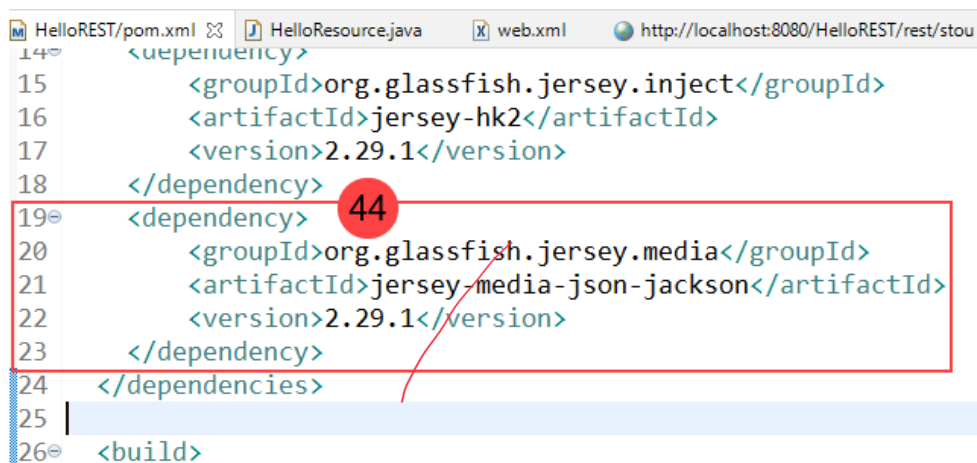 HelloREST/pom.xml HelloResource.java web.xml http://localhost:8080/HelloREST/rest/stou
14 <dependency>
15 <groupId>org.glassfish.jersey.inject</groupId>
16 <artifactId>jersey-hk2</artifactId>
17 <version>2.29.1</version>
18 </dependency>
44
19 <dependency>
20 <groupId>org.glassfish.jersey.media</groupId>
21 <artifactId>jersey-media-json-jackson</artifactId>
22 <version>2.29.1</version>
23 </dependency>
24 </dependencies>
25
26 <build>